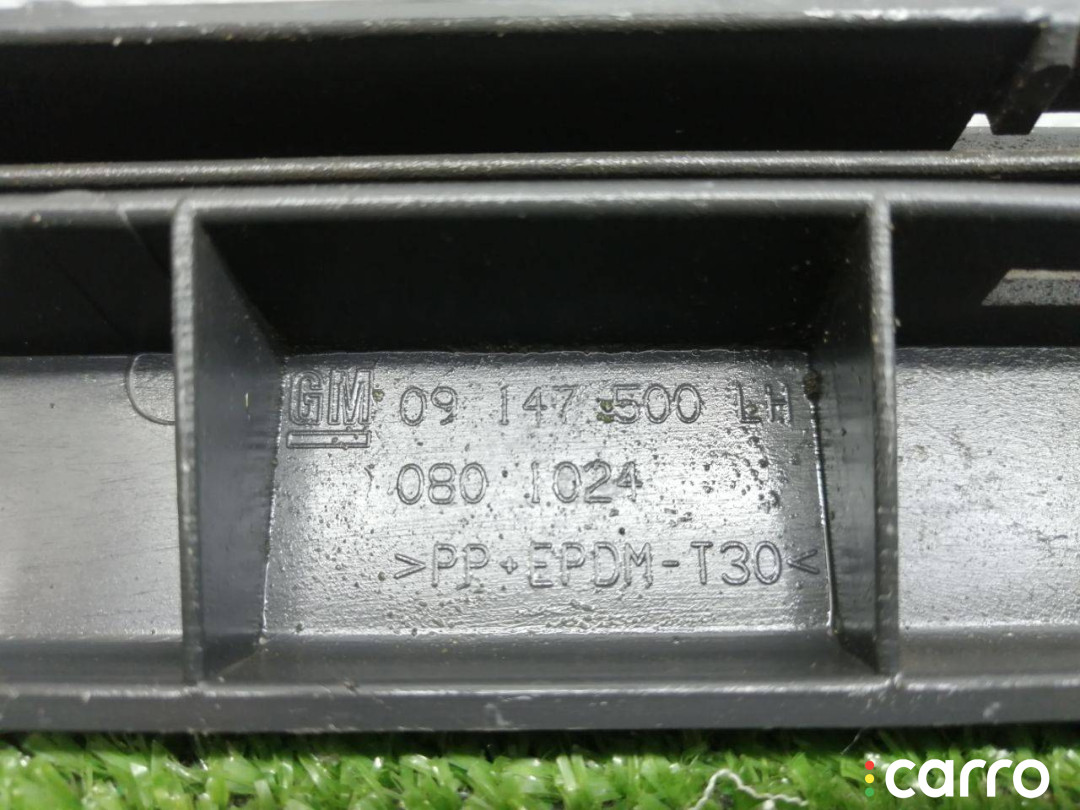 GM 09 147 500 LH
080 1024
>PP+EPDM-T30<
carro